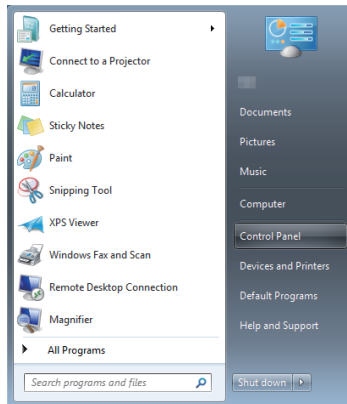 Getting Started
Connect to a Projector
Calculator
Sticky Notes
Paint
Snipping Tool
XPS Viewer
Windows Fax and Scan
Remote Desktop Connection
Magnifier
All Programs
Search programs and files
Documents
Pictures
Music
Computer
Control Panel
Devices and Printers
Default Programs
Help and Support
Shut down